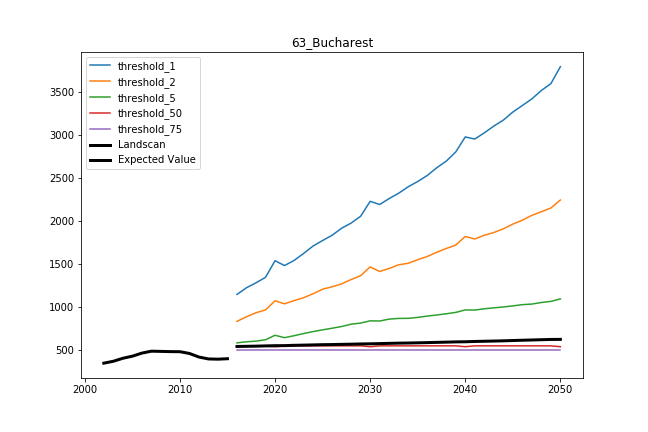 63_Bucharest
threshold_1
threshold_2
threshold_5
threshold_50
threshold_75
Landscan
Expected Value
3500
3000
2500
2000
1500
1000
500
2000 2010 2020 2030 2040 2050